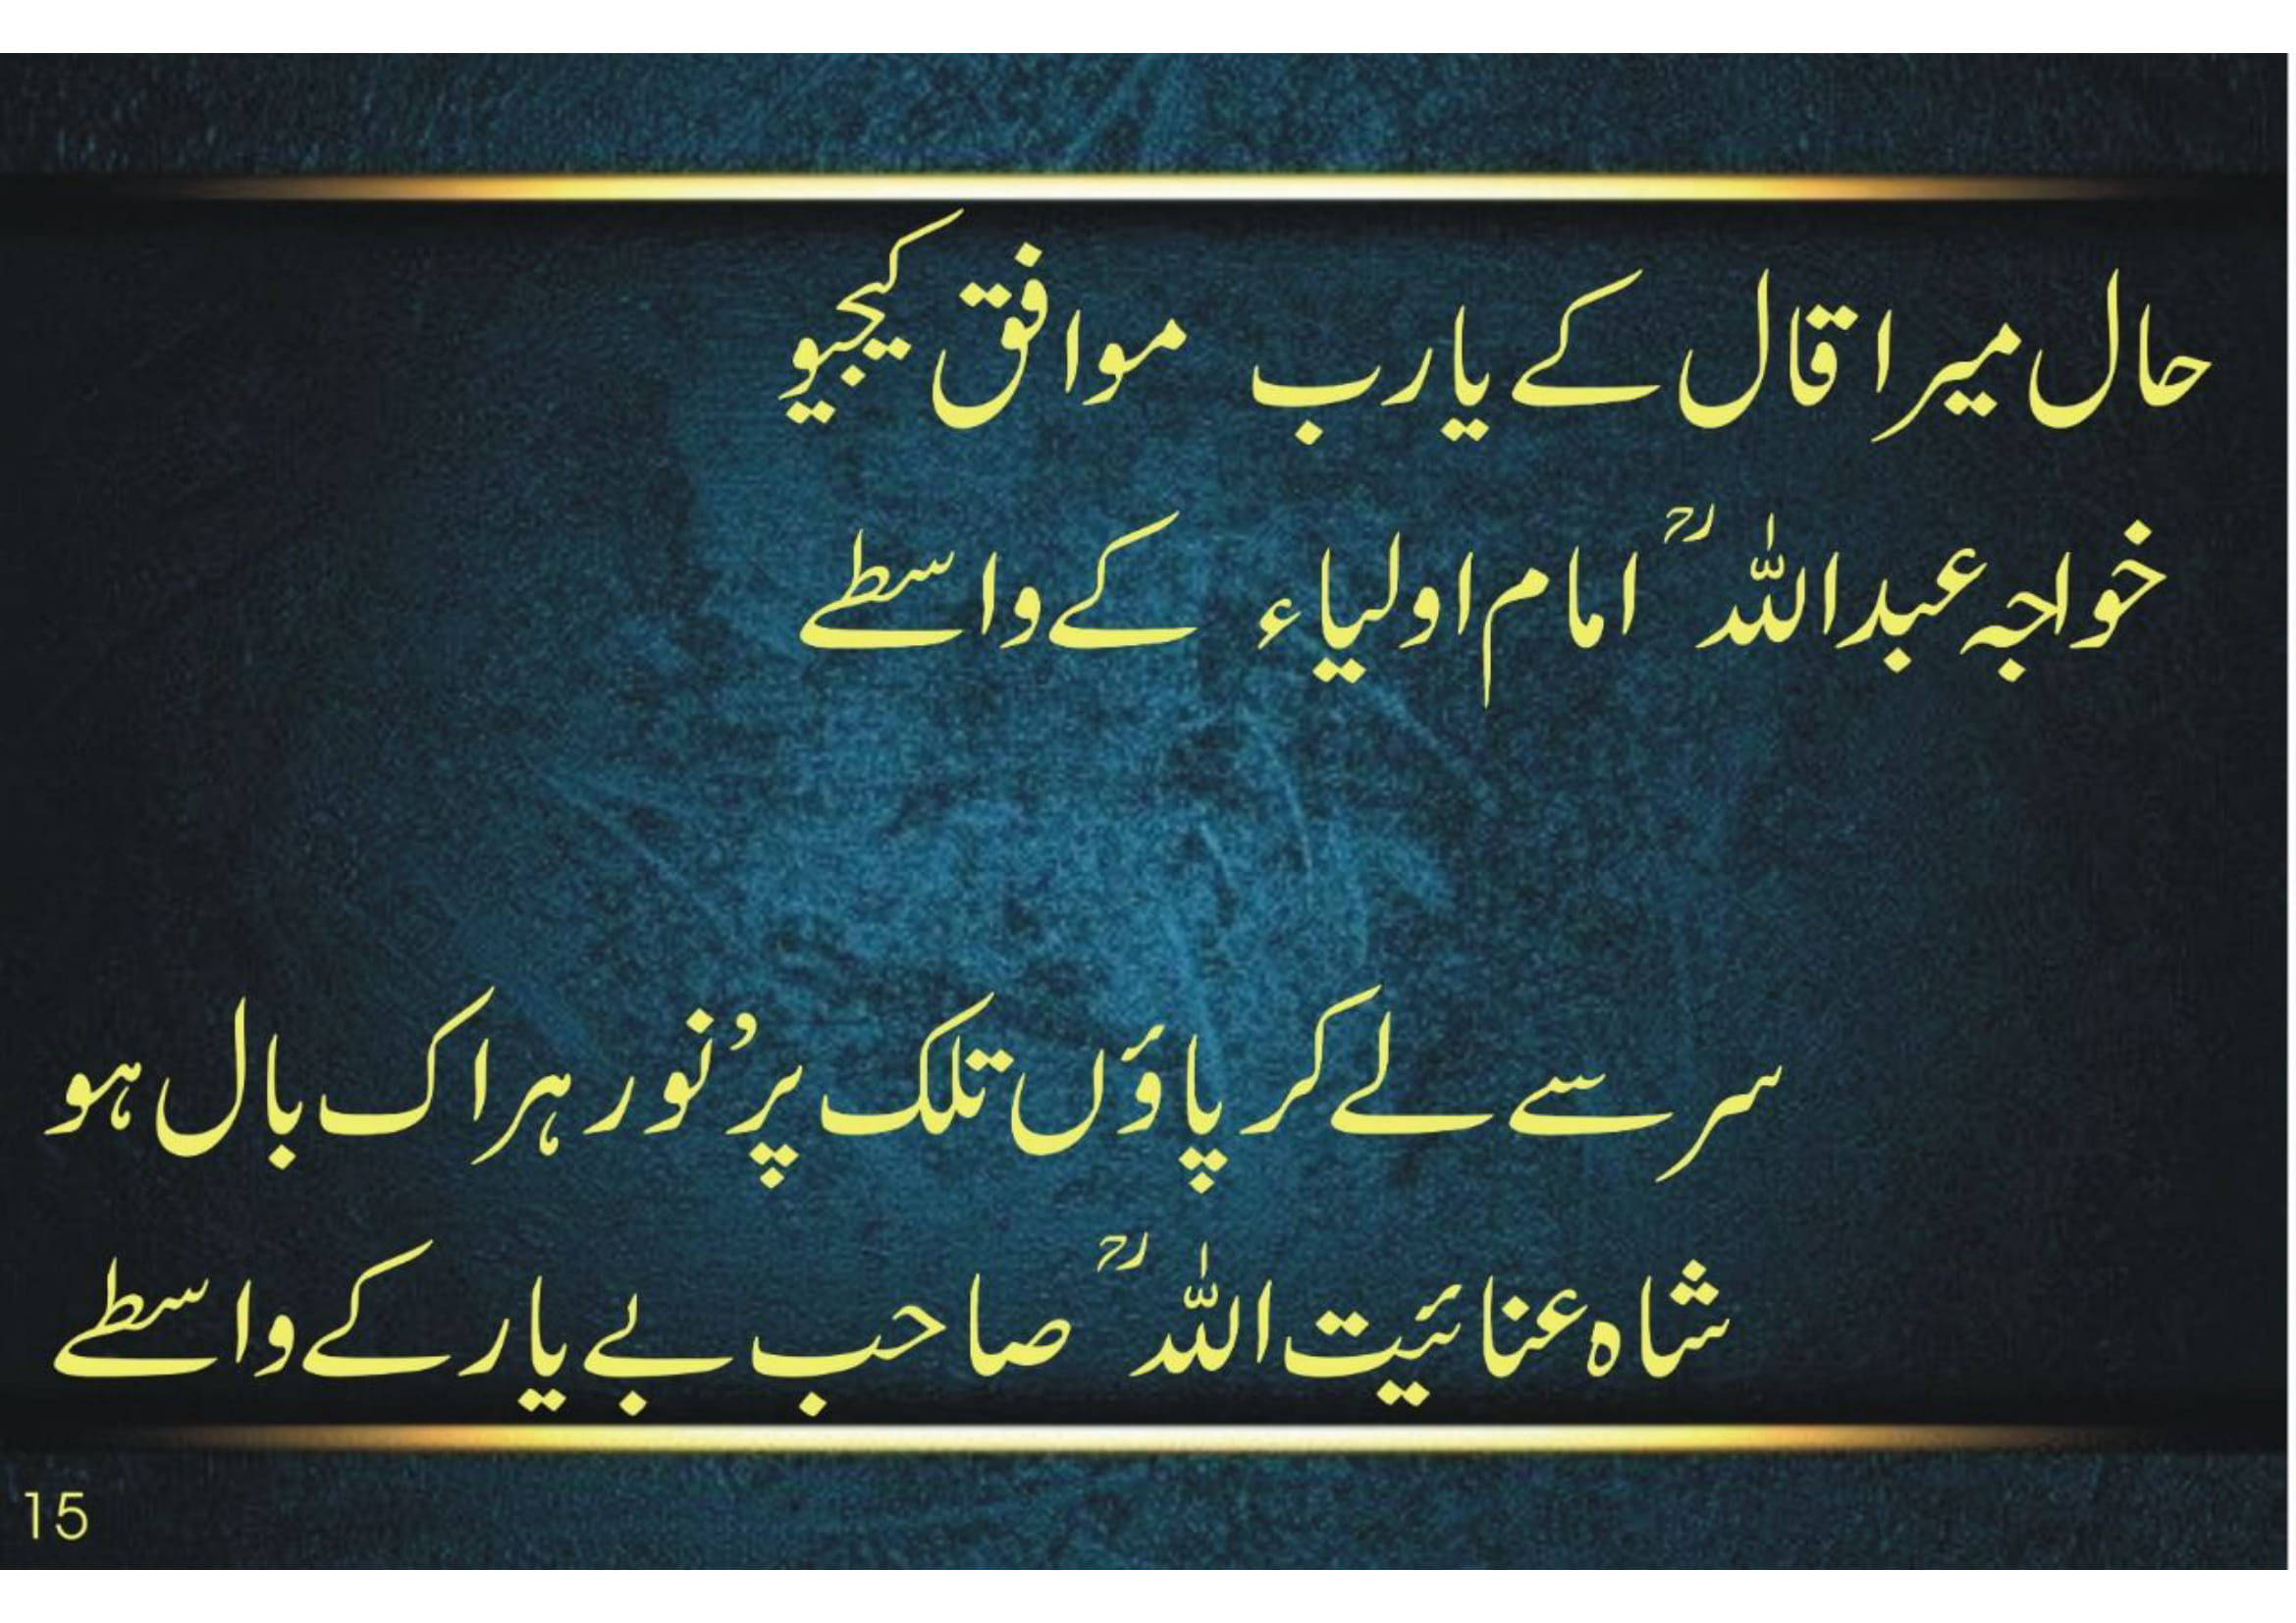 حال میرا قال کے یارب موافق کیجیو
خواجہ عبداللہ ؒ امام اولیاء کے واسطے
سر سے لے کر پاؤں تلک پرُ نور ہر اک بال ہو
شاہ عنائیت اللہ ؒ صاحب بے یار کے واسطے
15